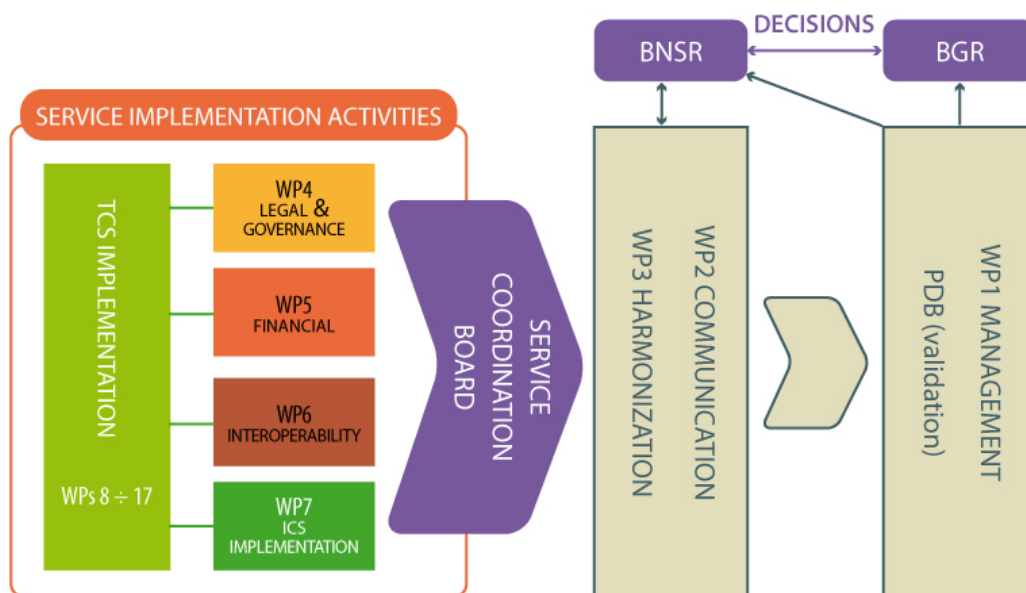 SERVICE IMPLEMENTATION ACTIVITIES
TCS IMPLEMENTATION
WPs 8 ÷ 17
WP4
LEGAL &
GOVERNANCE
WP5
FINANCIAL
WP6
INTEROPERABILITY
WP7
ICS
IMPLEMENTATION
SERVICE
COORDINATION
BOARD
BNSR
DECISIONS
BGR
WP2 COMMUNICATION
WP3 HARMONIZATION
WP1 MANAGEMENT
PDB (validation)